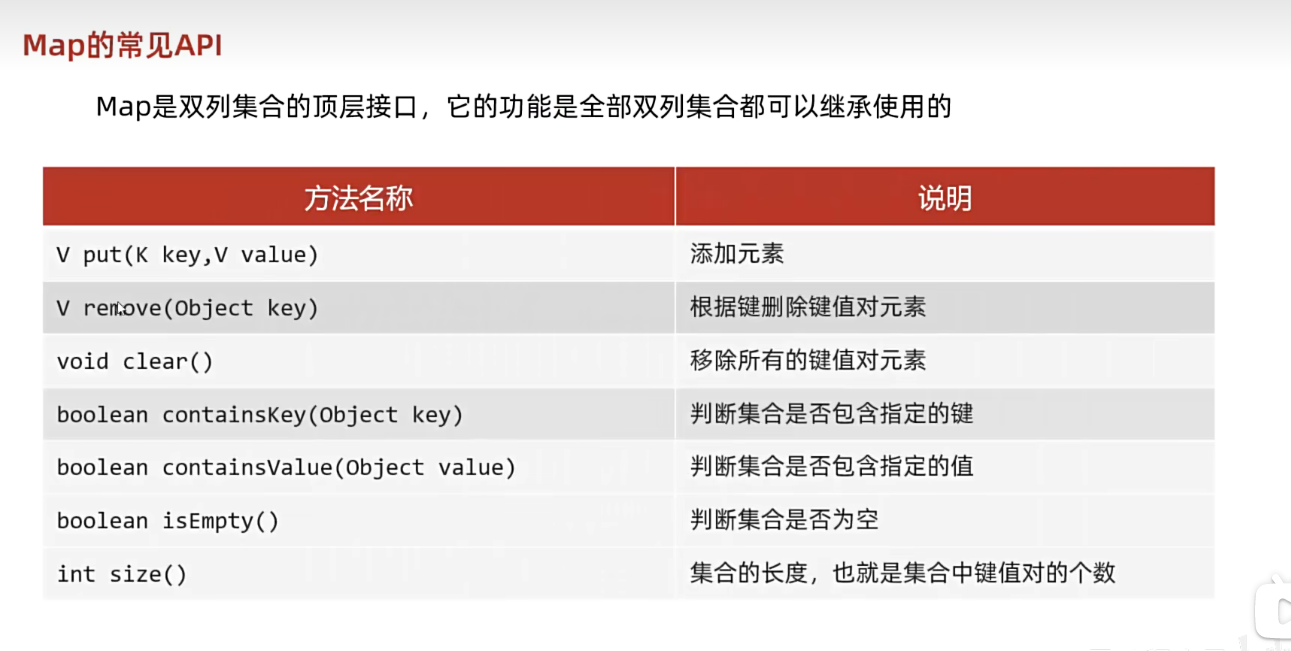 Map的常见API
Map是双列集合的顶层接口，它的功能是全部双列集合都可以继承使用的
方法名称 说明
V put(K key,V value) 添加元素
V remove(Object key) 根据键删除键值对元素
void clear() 移除所有的键值对元素
boolean containsKey(Object key) 判断集合是否包含指定的键
boolean containsValue(Object value) 判断集合是否包含指定的值
boolean isEmpty() 判断集合是否为空
int size() 集合的长度，也就是集合中键值对的个数